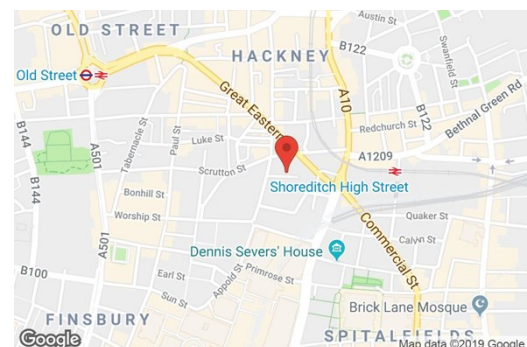 Austin St
OLD STREET
B122
Swanfield St
HACKNEY
Old Street
Great Eastern
A10
B122
Bethnal Green Rd
Redchurch St
B144
A501
Tabernacle St
Paul St
Luke St
A1209
Scrutton St
Shoreditch High Street
Bonhill St
B144
Worship St
Quaker St
A501
Commercial St
Calvin St
Dennis Severs' House
B100
Earl St
Appold St
Primrose St
Sun St
Brick Lane Mosque
FINSBURY
SPITALFIELDS
Google
Map data ©2019 Google